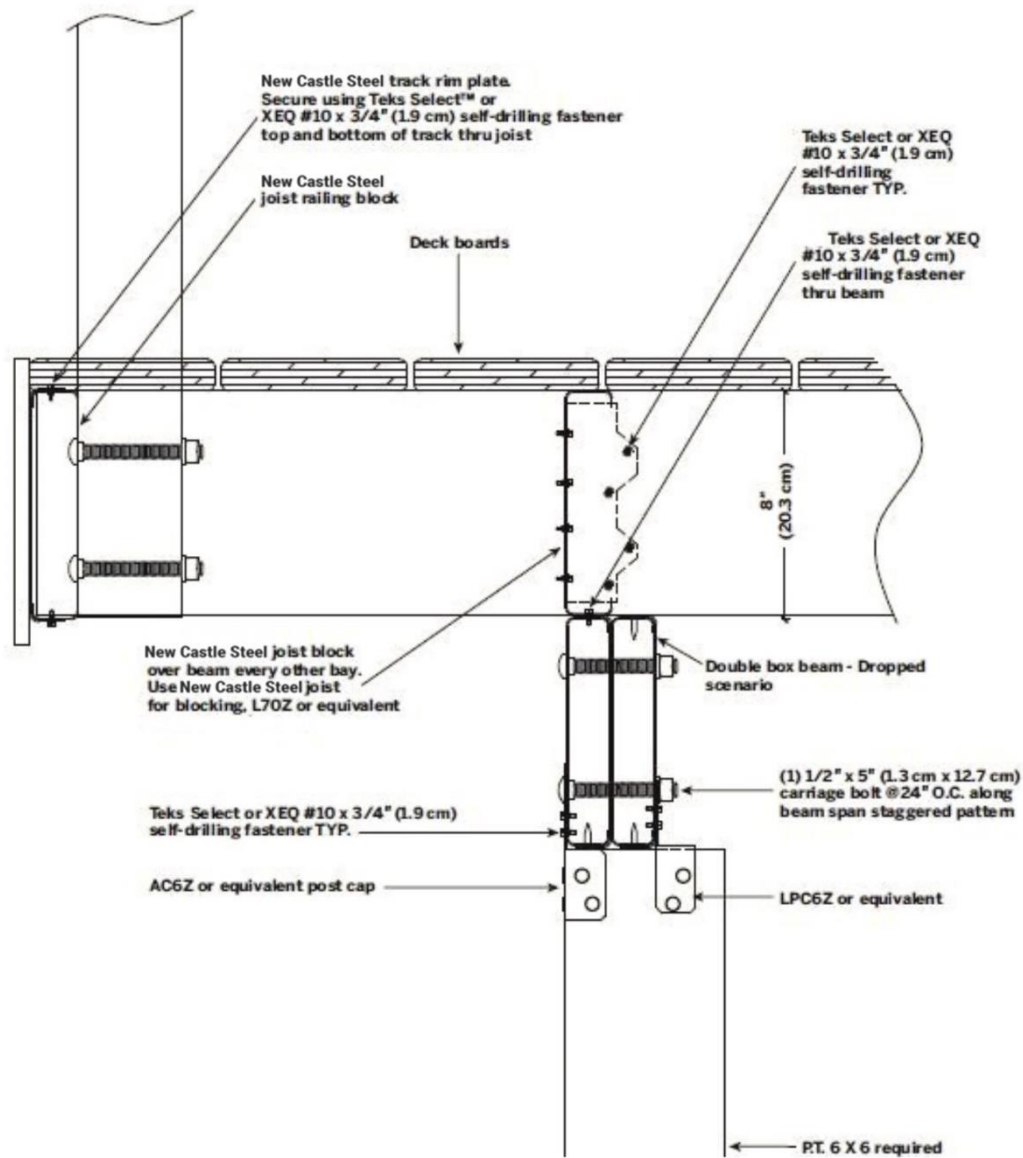 New Castle Steel track rim plate.
Secure using Teks Select™ or
XEQ #10 x 3/4" (1.9 cm) self-drilling fastener
top and bottom of track thru joist
New Castle Steel
joist railing block
Deck boards
Teks Select or XEQ
#10 x 3/4" (1.9 cm)
self-drilling
fastener TYP.
Teks Select or XEQ
#10 x 3/4" (1.9 cm)
self-drilling fastener
thru beam
8"
(20.3 cm)
New Castle Steel joist block
over beam every other bay.
Use New Castle Steel joist
for blocking, L70Z or equivalent
Double box beam - Dropped
scenario
(1) 1/2" x 5" (1.3 cm x 12.7 cm)
carriage bolt @24" O.C. along
beam span staggered pattern
Teks Select or XEQ #10 x 3/4" (1.9 cm)
self-drilling fastener TYP.
AC6Z or equivalent post cap
LPC6Z or equivalent
P.T. 6 X 6 required